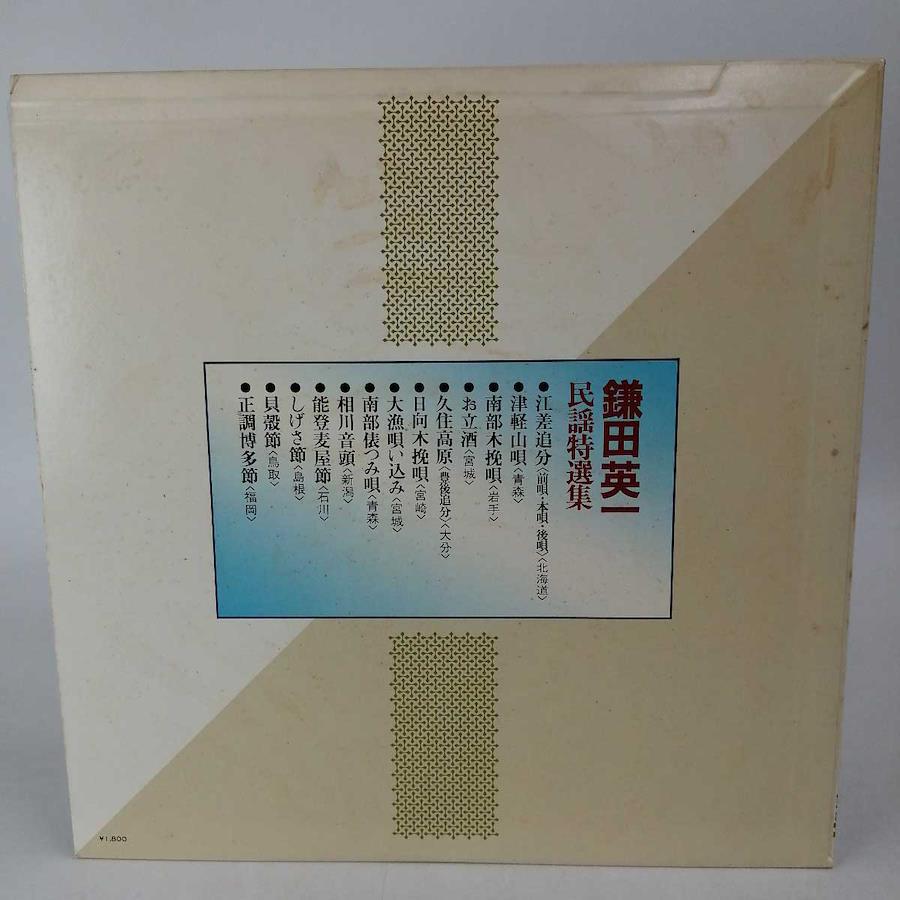 鎌田英一
民謡特選集
●江差追分〈前唄・本唄・後唄〉〈北海道〉
●津軽山唄〈青森〉
●南部木挽唄〈岩手〉
●お立酒〈宮城〉
●久住高原〈豊後追分〉〈大分〉
●日向木挽唄〈宮崎〉
●大漁唄い込み〈宮城〉
●南部俵つみ唄〈青森〉
●相川音頭〈新潟〉
●能登麦屋節〈石川〉
●しげさ節〈島根〉
●貝殻節〈鳥取〉
●正調博多節〈福岡〉
¥1,800